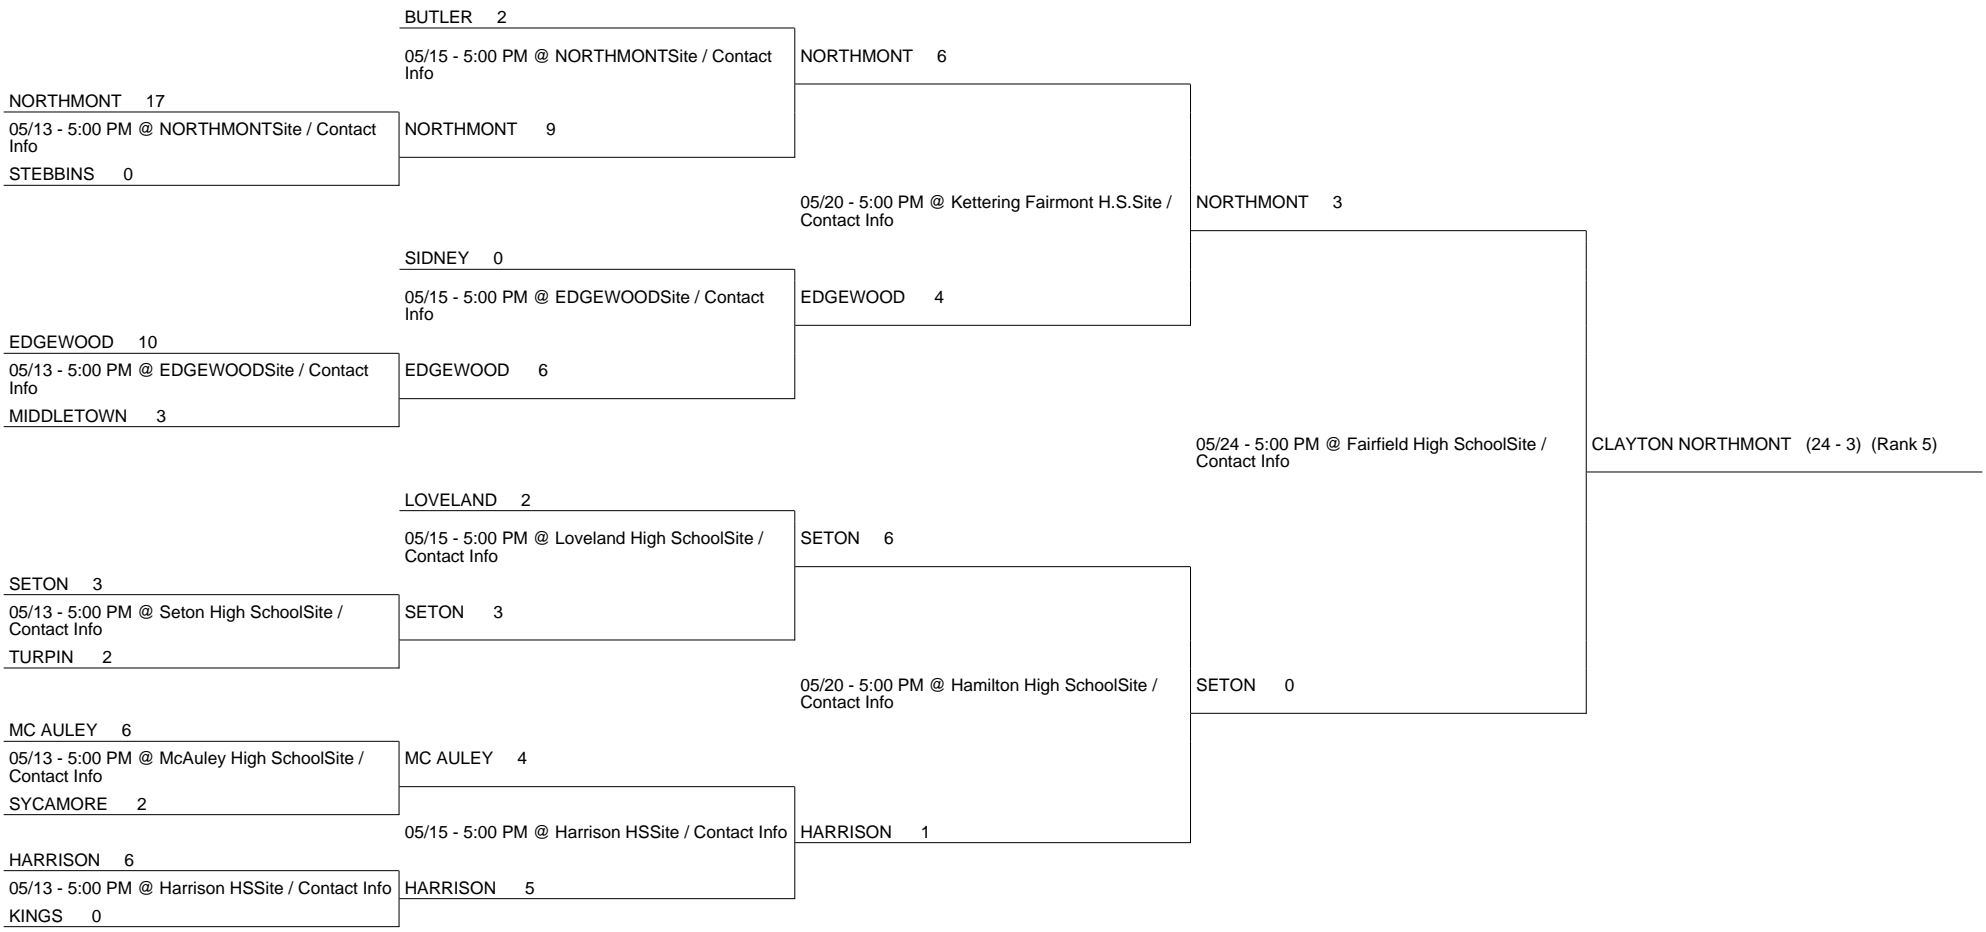 BUTLER 2
05/15 - 5:00 PM @ NORTHMONTSite / Contact
Info
NORTHMONT 6
NORTHMONT 17
05/13 - 5:00 PM @ NORTHMONTSite / Contact
Info
NORTHMONT 9
STEBBINS 0
05/20 - 5:00 PM @ Kettering Fairmont H.S.Site /
Contact Info
NORTHMONT 3
SIDNEY 0
05/15 - 5:00 PM @ EDGEWOODSite / Contact
Info
EDGEWOOD 4
EDGEWOOD 10
05/13 - 5:00 PM @ EDGEWOODSite / Contact
Info
EDGEWOOD 6
MIDDLETOWN 3
05/24 - 5:00 PM @ Fairfield High SchoolSite /
Contact Info
CLAYTON NORTHMONT (24 - 3) (Rank 5)
LOVELAND 2
05/15 - 5:00 PM @ Loveland High SchoolSite /
Contact Info
SETON 6
SETON 3
05/13 - 5:00 PM @ Seton High SchoolSite /
Contact Info
SETON 3
TURPIN 2
05/20 - 5:00 PM @ Hamilton High SchoolSite /
Contact Info
SETON 0
MC AULEY 6
05/13 - 5:00 PM @ McAuley High SchoolSite /
Contact Info
MC AULEY 4
SYCAMORE 2
05/15 - 5:00 PM @ Harrison HSSite / Contact Info
HARRISON 1
HARRISON 6
05/13 - 5:00 PM @ Harrison HSSite / Contact Info
HARRISON 5
KINGS 0